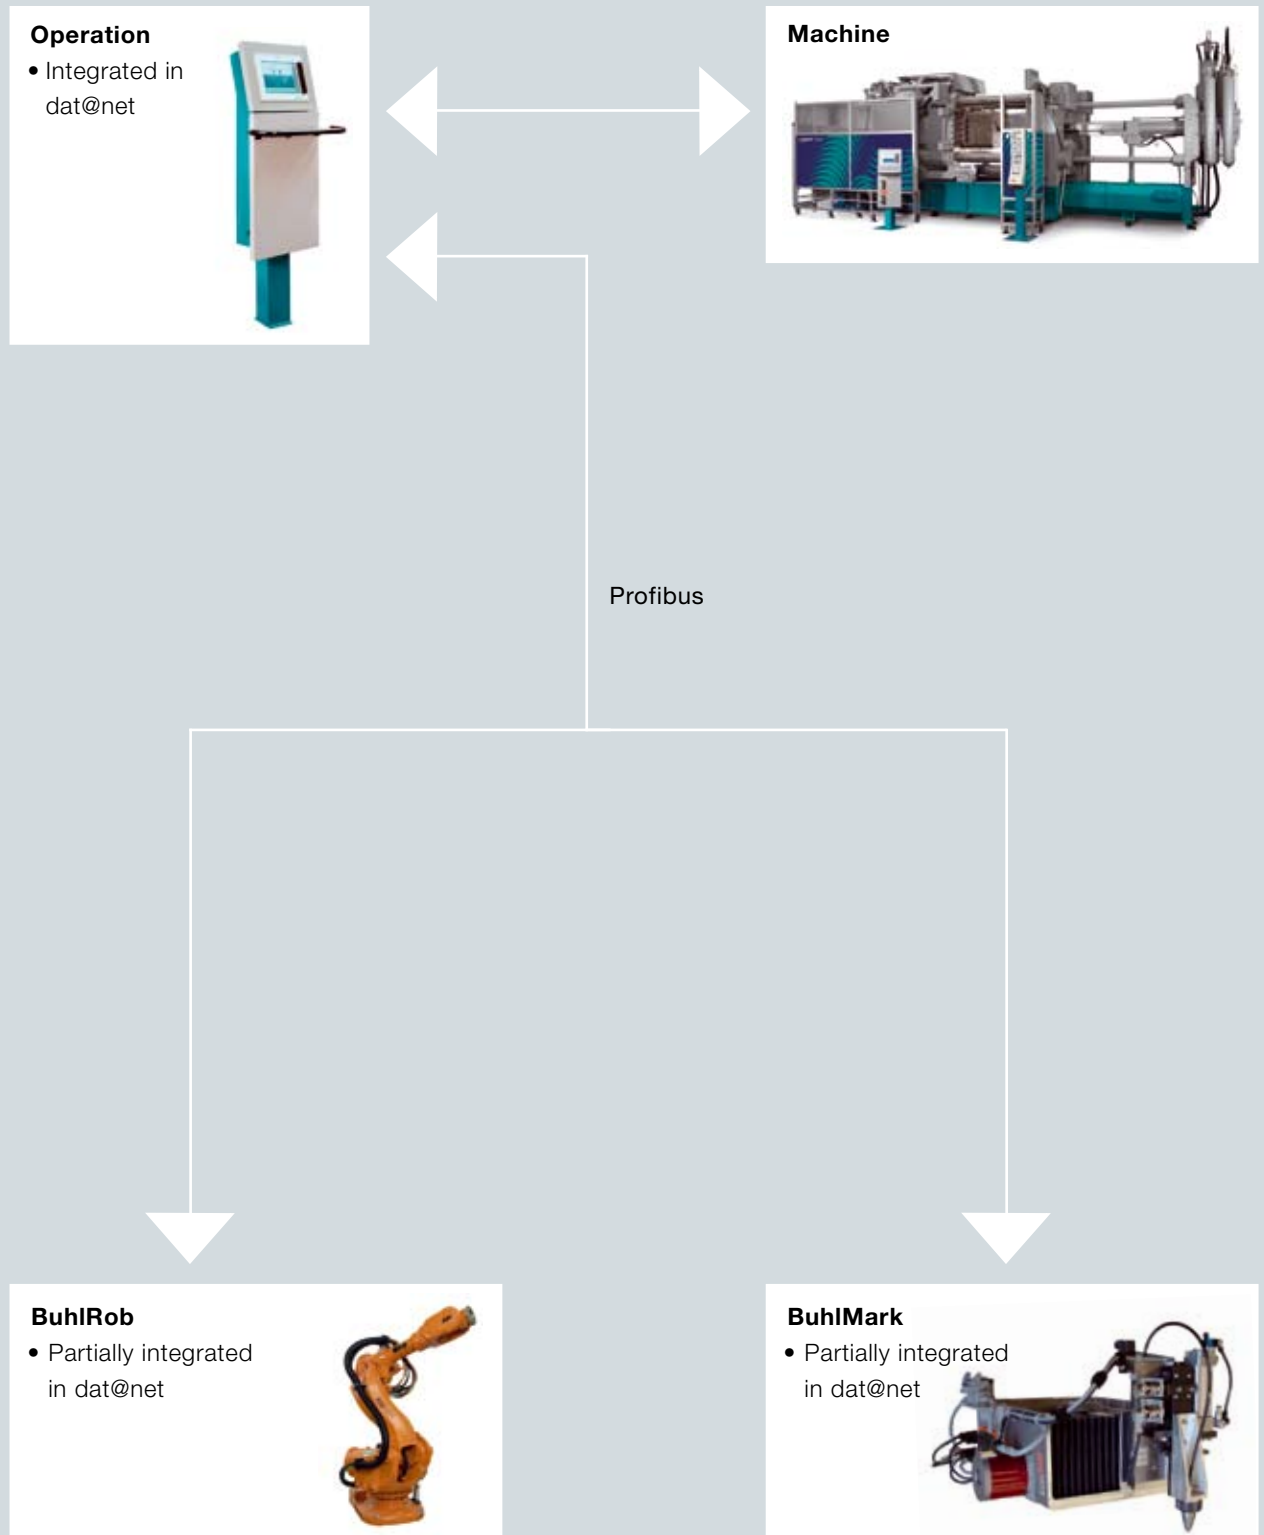 Operation
• Integrated in
dat@net
Machine
Profibus
BuhlRob
• Partially integrated
in dat@net
BuhlMark
• Partially integrated
in dat@net